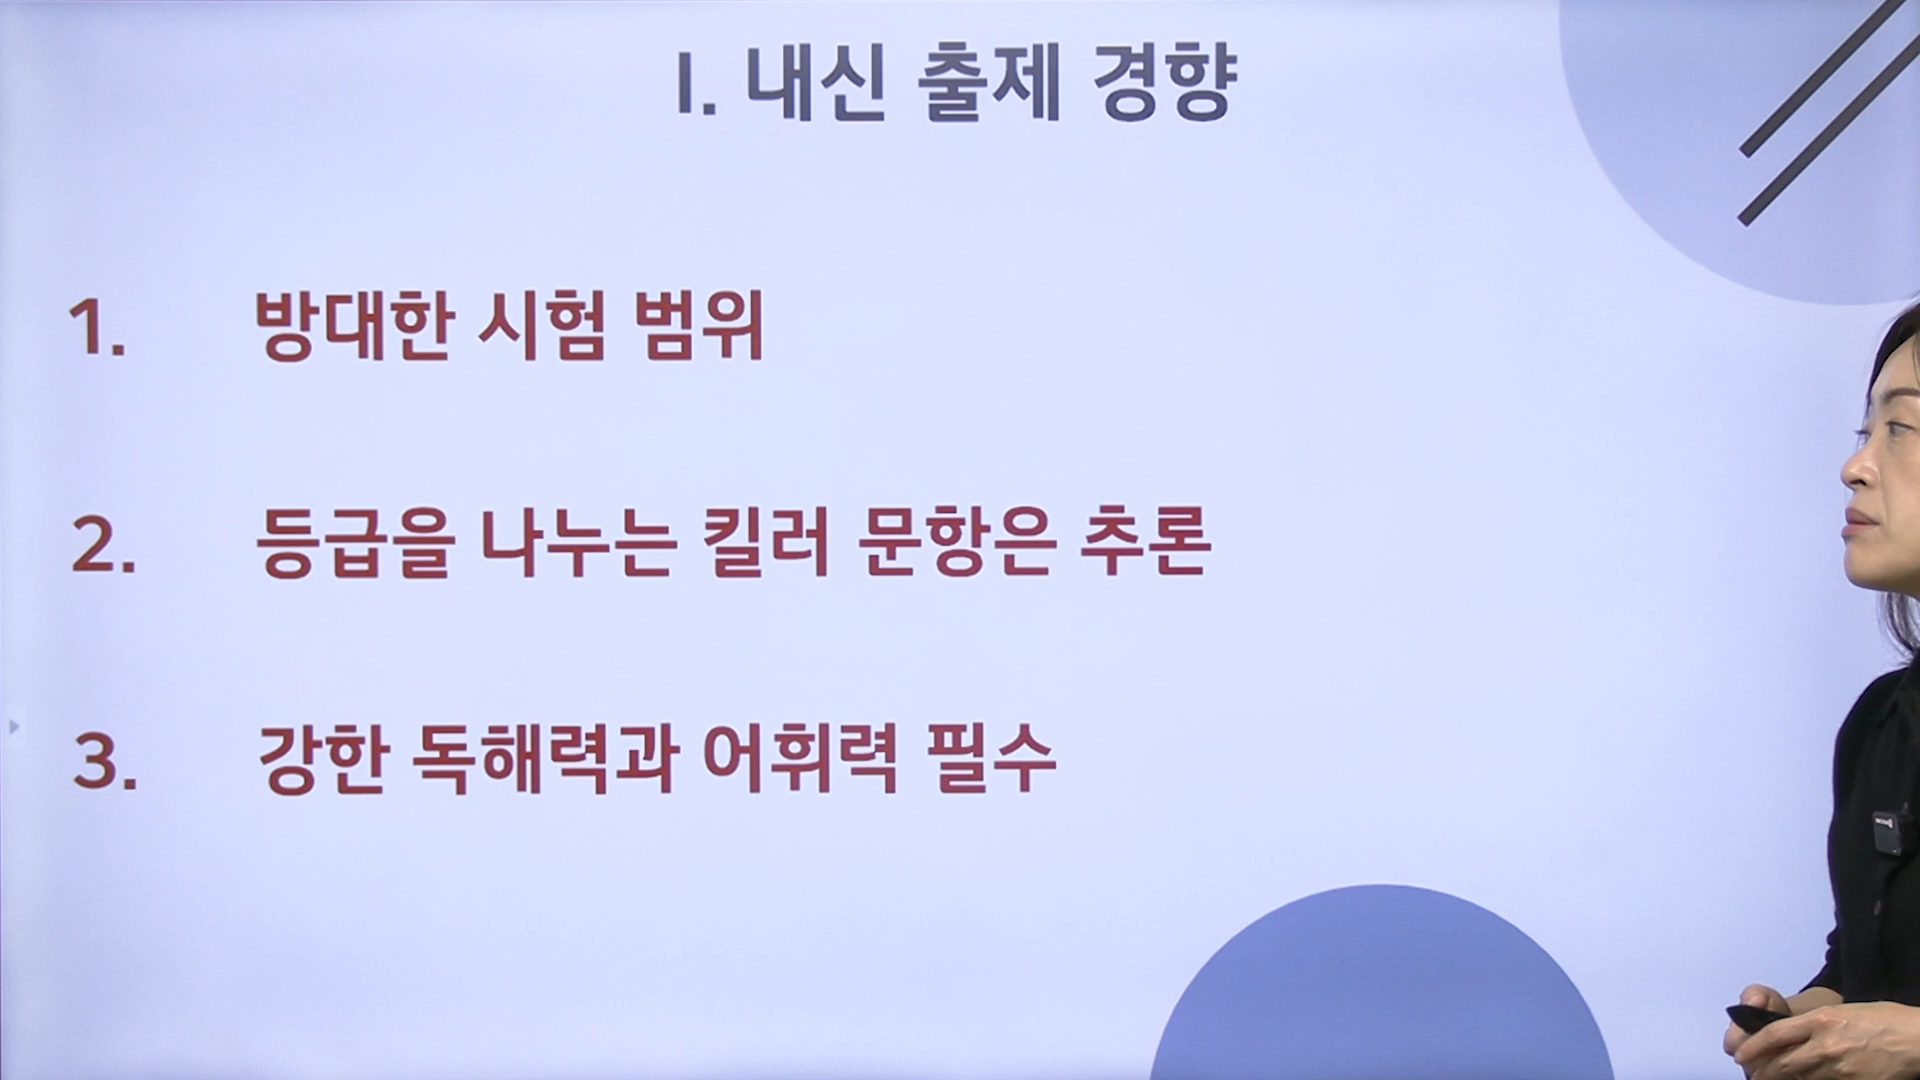 I. 내신 출제 경향
1. 방대한 시험 범위
2. 등급을 나누는 킬러 문항은 추론
3. 강한 독해력과 어휘력 필수